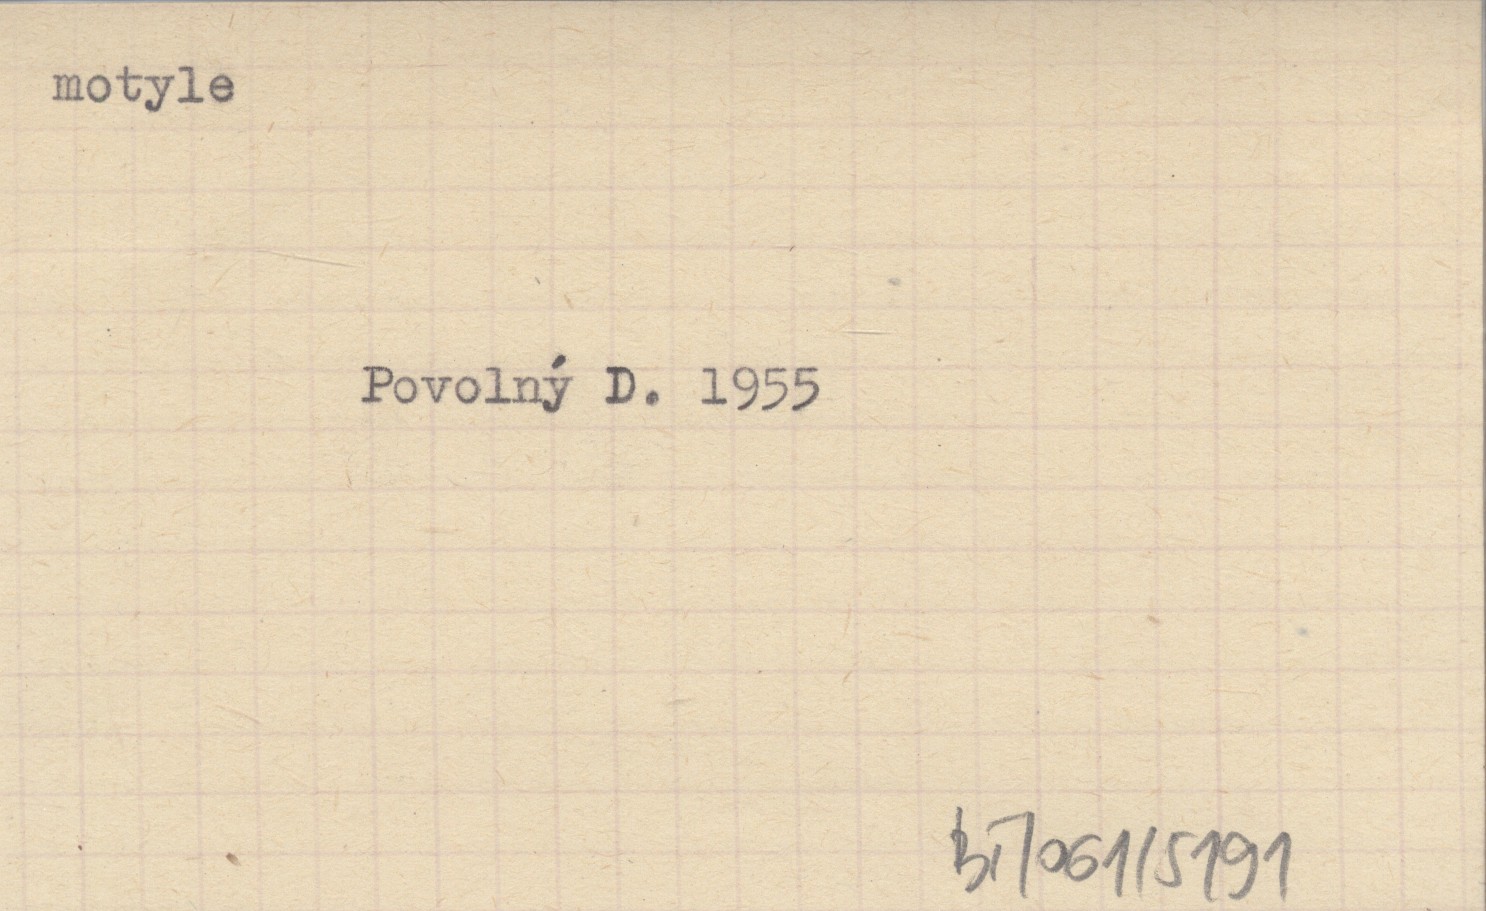 motyle
Povolný D. 1955
Bi/061/5191